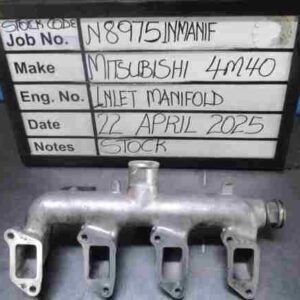 STOCK CODE
Job No. N8975INMANIF
Make MITSUBISHI 4M40
Eng. No. INLET MANIFOLD
Date 22 APRIL 2025
Notes STOCK